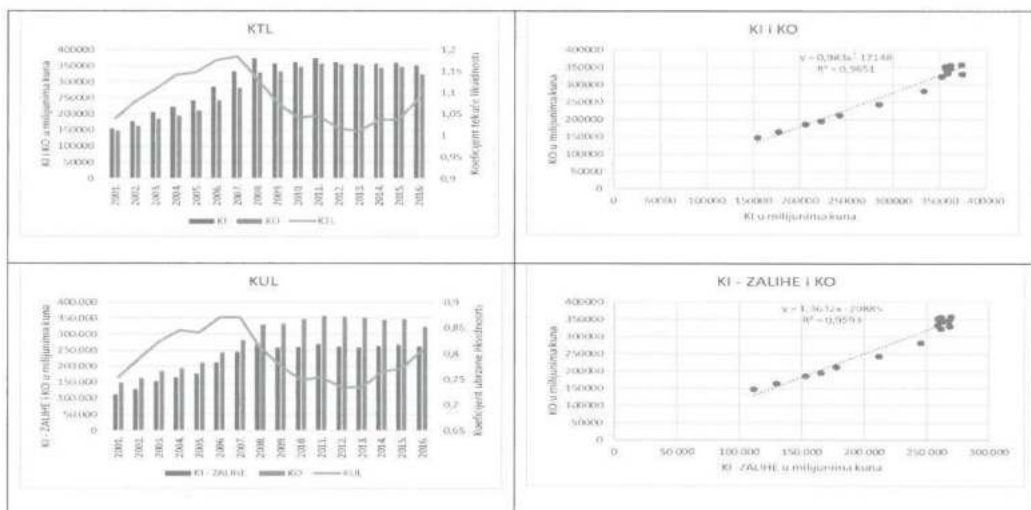 KTL
KI i KO u milijunima kuna
400000
350000
300000
250000
200000
150000
100000
50000
0
1,2
1,15
1,1
1,05
1
0,95
0,9
Koeficijent tekuće likvidnosti
2001. 2002. 2003. 2004. 2005. 2006. 2007. 2008. 2009. 2010. 2011. 2012. 2013. 2014. 2015. 2016.
KI KO KTL
KI i KO
KO u milijunima kuna
400000
350000
300000
250000
200000
150000
100000
50000
0
R² = 0,9651
0 50000 100000 150000 200000 250000 300000 350000 400000
KI u milijunima kuna
KUL
KI - ZALIHE i KO u milijunima kuna
400.000
350.000
300.000
250.000
200.000
150.000
100.000
50.000
0
0,9
0,85
0,8
0,75
0,7
0,65
Koeficijent ubrzane likvidnosti
2001. 2002. 2003. 2004. 2005. 2006. 2007. 2008. 2009. 2010. 2011. 2012. 2013. 2014. 2015. 2016.
KI - ZALIHE KO KUL
KI - ZALIHE i KO
KO u milijunima kuna
400000
350000
300000
250000
200000
150000
100000
50000
0
0 50.000 100.000 150.000 200.000 250.000 300.000
KI -ZALIHE u milijunima kuna